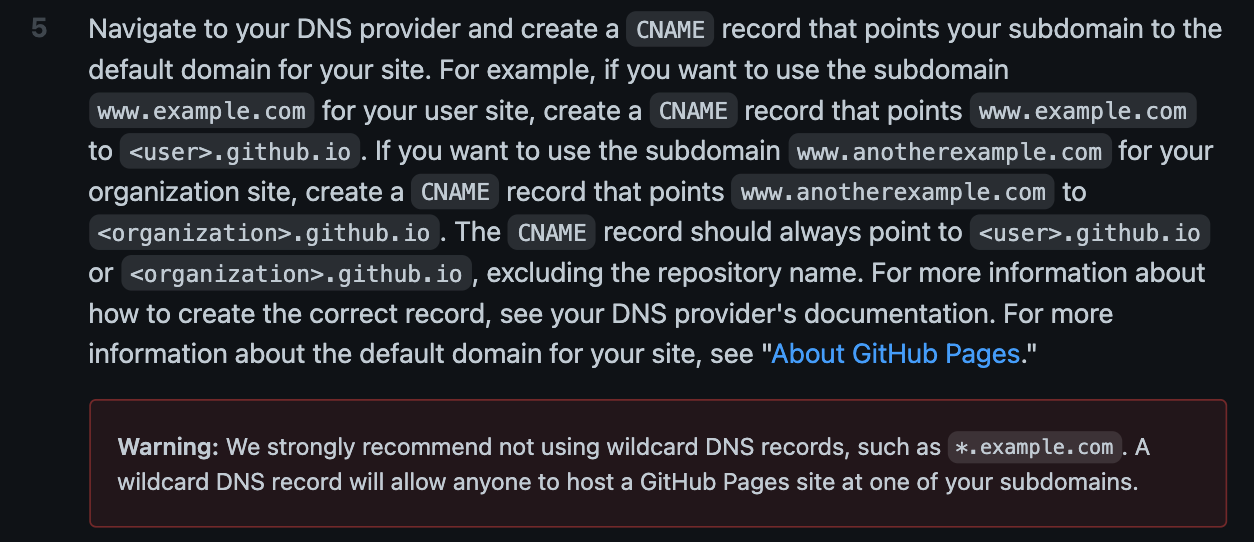 5 Navigate to your DNS provider and create a CNAME record that points your subdomain to the
default domain for your site. For example, if you want to use the subdomain
www.example.com for your user site, create a CNAME record that points www.example.com
to <user>.github.io. If you want to use the subdomain www.anotherexample.com for your
organization site, create a CNAME record that points www.anotherexample.com to
<organization>.github.io. The CNAME record should always point to <user>.github.io
or <organization>.github.io, excluding the repository name. For more information about
how to create the correct record, see your DNS provider's documentation. For more
information about the default domain for your site, see "About GitHub Pages."
Warning: We strongly recommend not using wildcard DNS records, such as *.example.com. A
wildcard DNS record will allow anyone to host a GitHub Pages site at one of your subdomains.